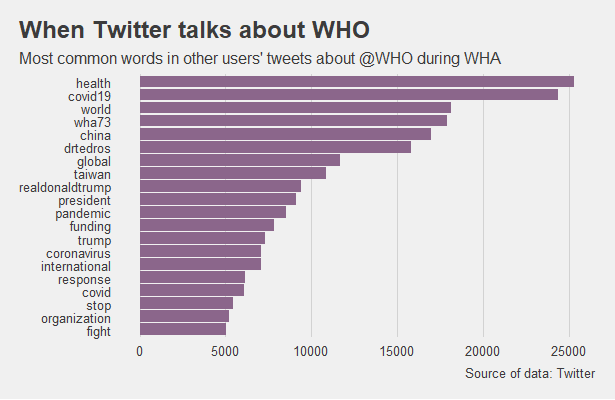 When Twitter talks about WHO
Most common words in other users' tweets about @WHO during WHA
health
covid19
world
wha73
china
drtedros
global
taiwan
realdonaldtrump
president
pandemic
funding
trump
coronavirus
international
response
covid
stop
organization
fight
0 5000 10000 15000 20000 25000
Source of data: Twitter